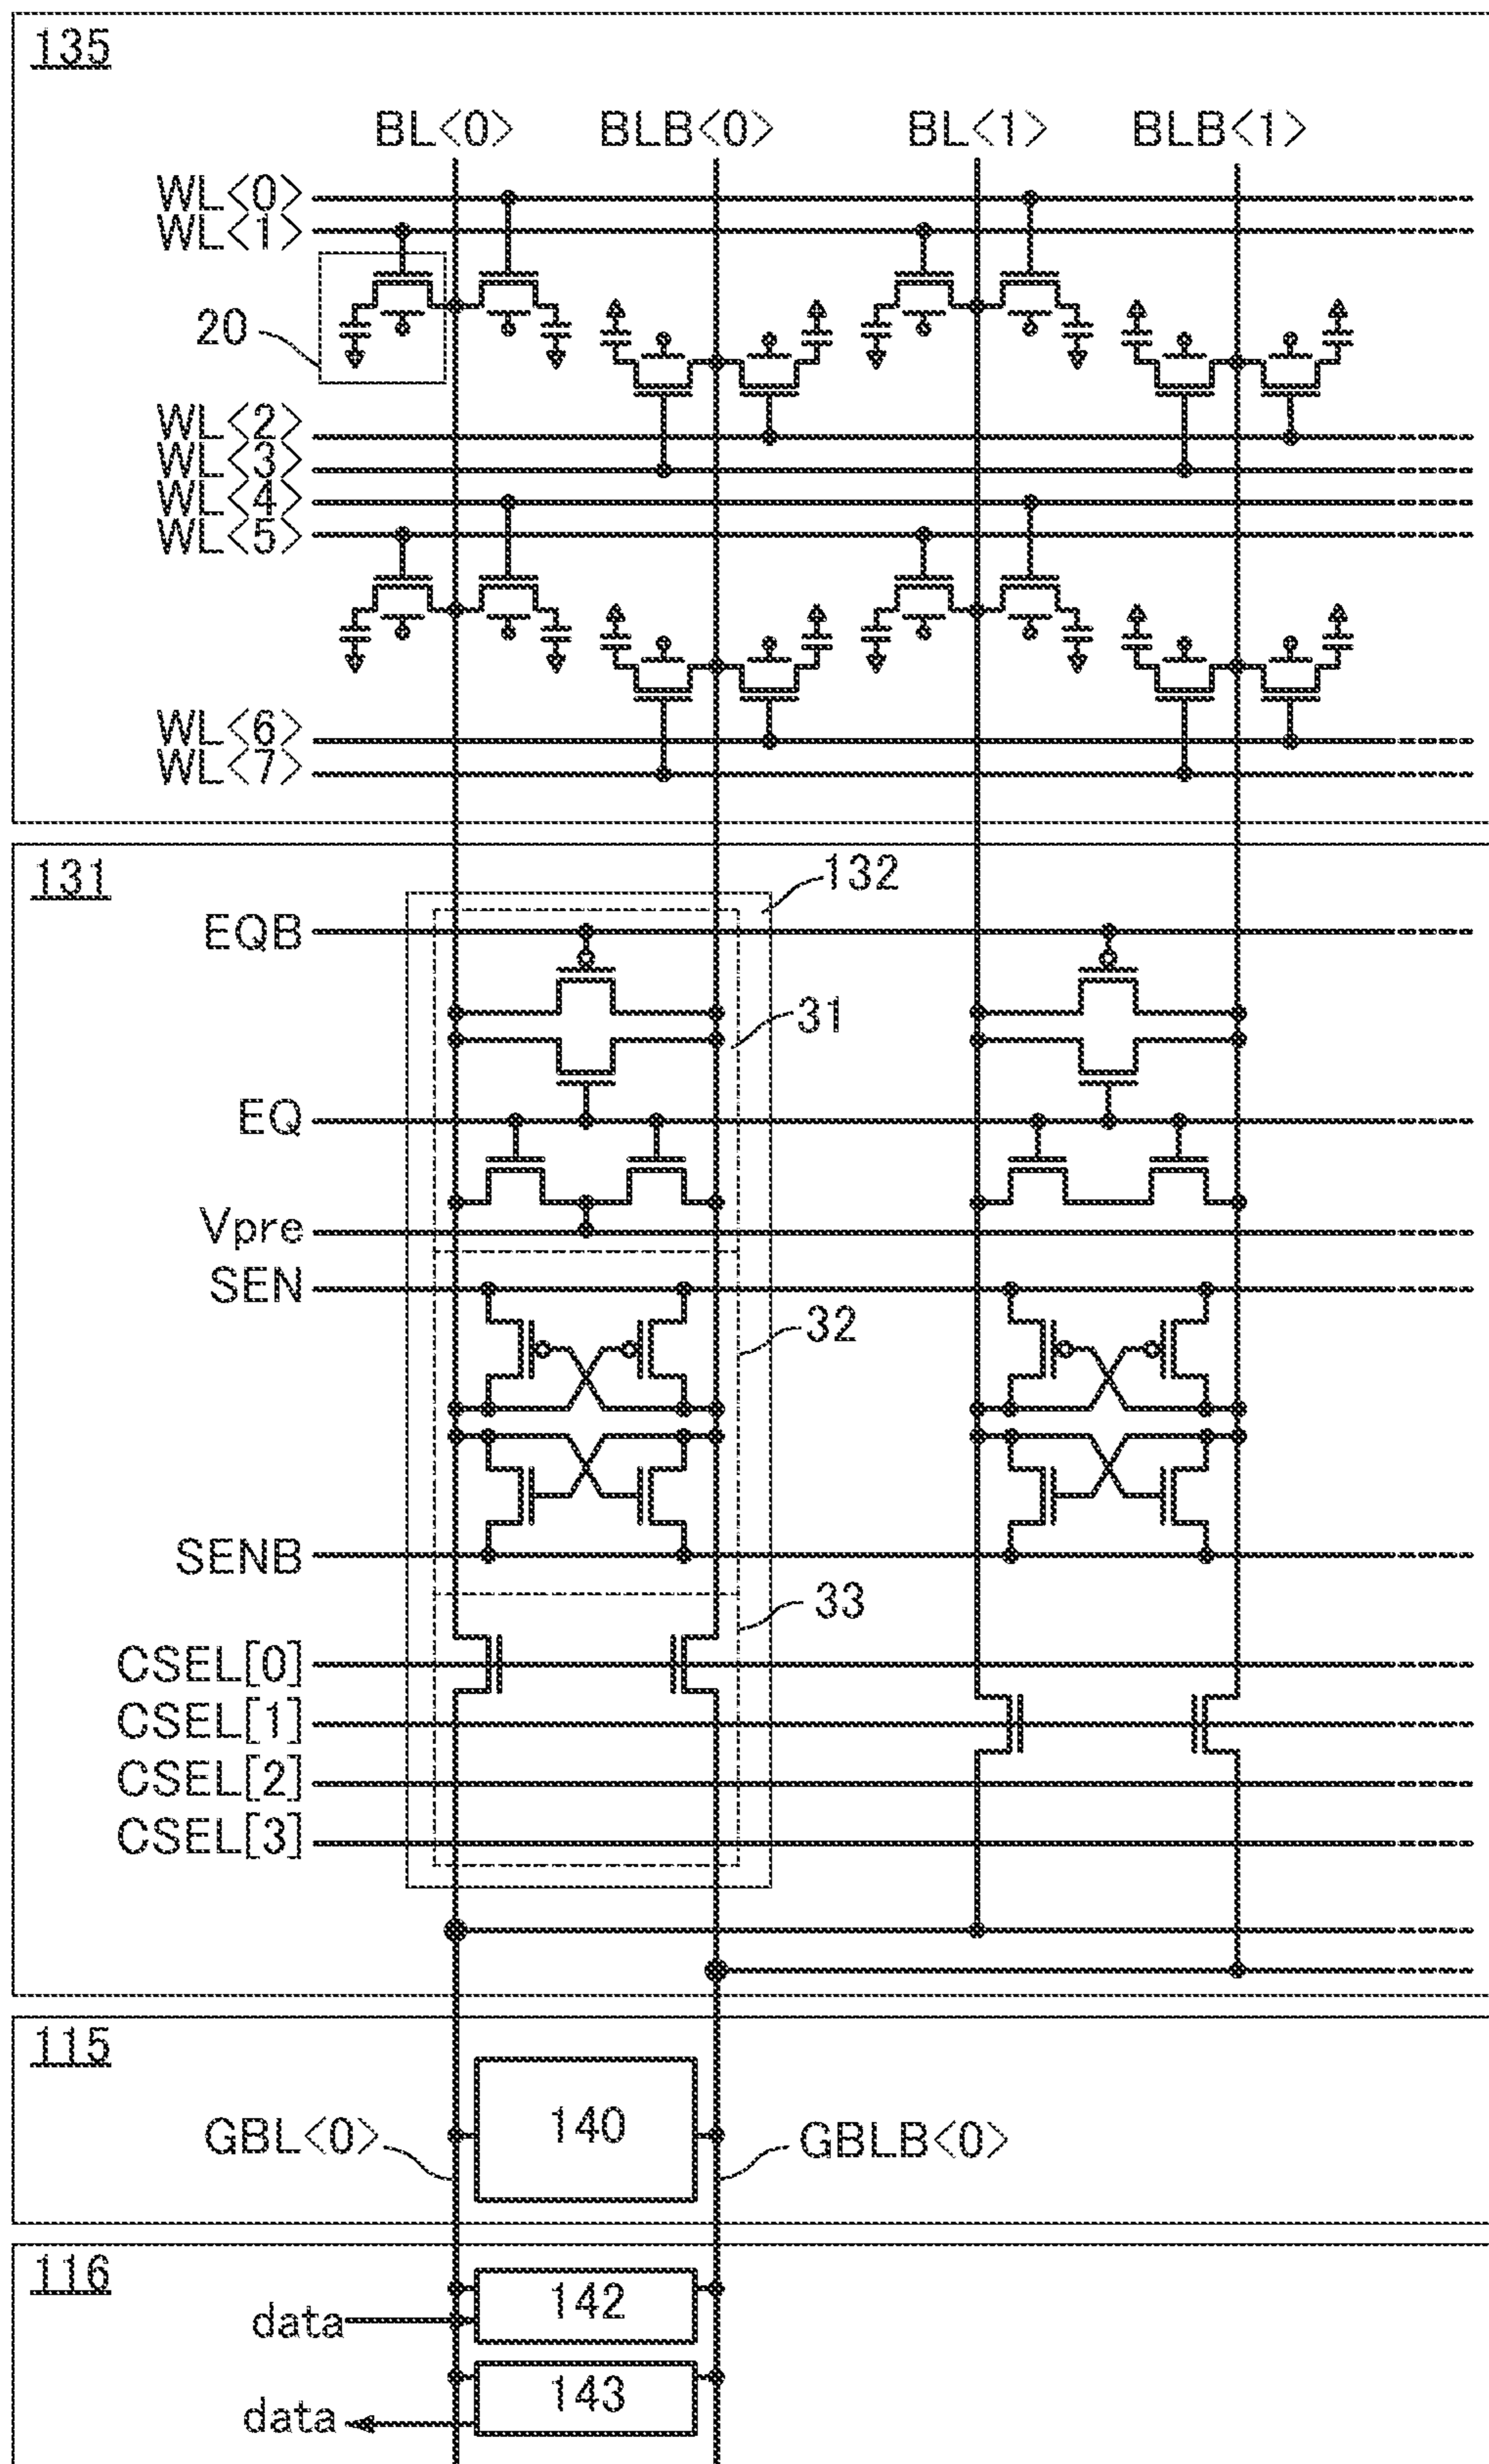 135
BL<0> BLB<0> BL<1> BLB<1>
WL<0>
WL<1>
20
WL<2>
WL<3>
WL<4>
WL<5>
WL<6>
WL<7>
131
132
EQB
31
EQ
Vpre
SEN
32
SENB
33
CSEL[0]
CSEL[1]
CSEL[2]
CSEL[3]
115
GBL<0> 140 GBLB<0>
116
data 142
data 143